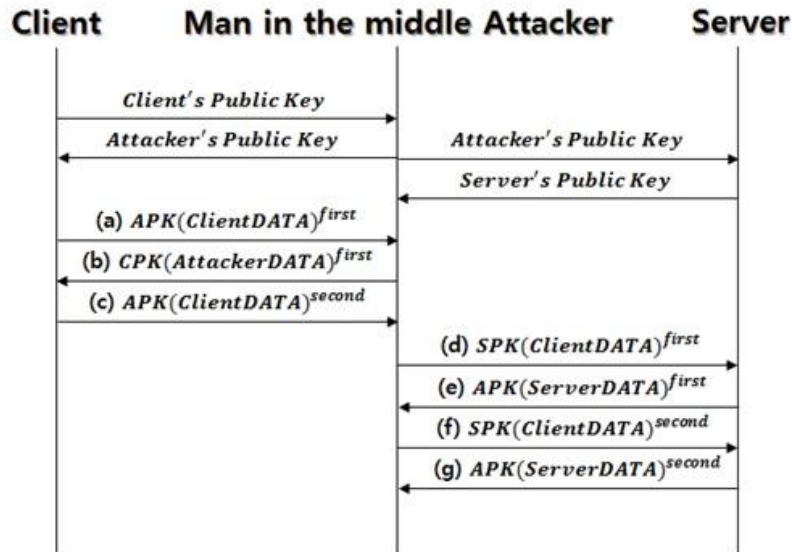 Client Man in the middle Attacker Server
Client's Public Key
Attacker's Public Key Attacker's Public Key
Server's Public Key
(a) APK(ClientDATA)^first
(b) CPK(AttackerDATA)^first
(c) APK(ClientDATA)^second
(d) SPK(ClientDATA)^first
(e) APK(ServerDATA)^first
(f) SPK(ClientDATA)^second
(g) APK(ServerDATA)^second